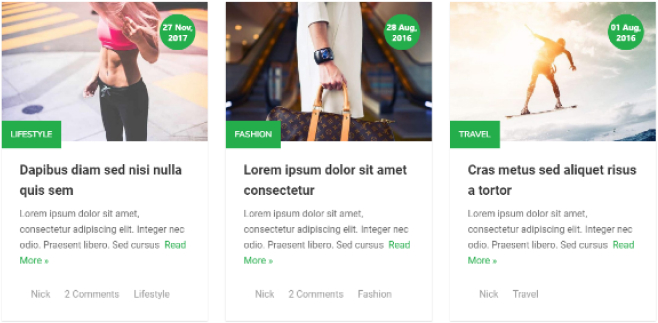 27 Nov,
2017
LIFESTYLE
Dapibus diam sed nisi nulla
quis sem
Lorem ipsum dolor sit amet,
consectetur adipiscing elit. Integer nec
odio. Praesent libero. Sed cursus Read
More »
Nick 2 Comments Lifestyle
28 Aug,
2016
FASHION
Lorem ipsum dolor sit amet
consectetur
Lorem ipsum dolor sit amet,
consectetur adipiscing elit. Integer nec
odio. Praesent libero. Sed cursus Read
More »
Nick 2 Comments Fashion
01 Aug,
2016
TRAVEL
Cras metus sed aliquet risus
a tortor
Lorem ipsum dolor sit amet,
consectetur adipiscing elit. Integer nec
odio. Praesent libero. Sed cursus Read
More »
Nick Travel